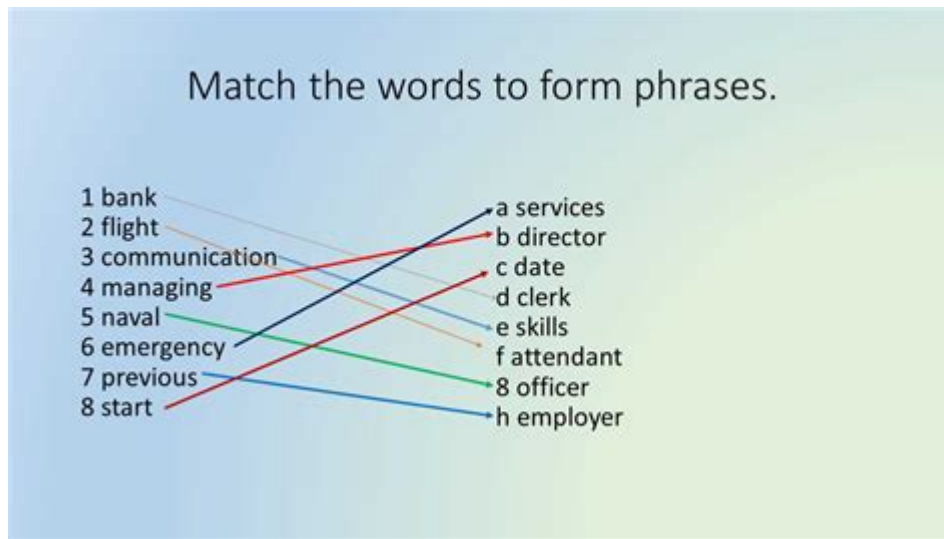 Match the words to form phrases.
1 bank
2 flight
3 communication
4 managing
5 naval
6 emergency
7 previous
8 start
a services
b director
c date
d clerk
e skills
f attendant
8 officer
h employer